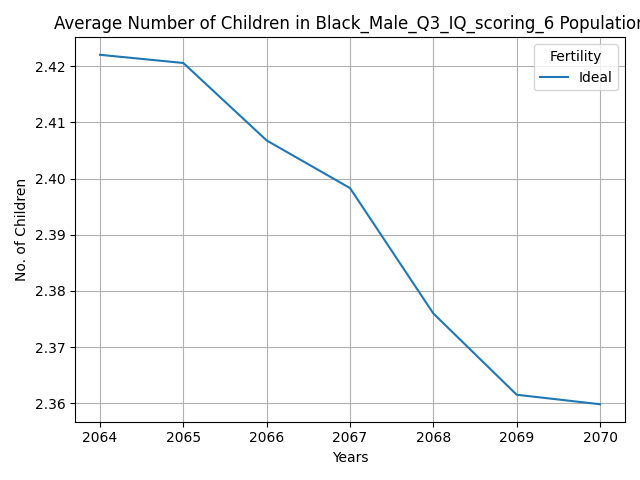 Average Number of Children in Black_Male_Q3_IQ_scoring_6 Population
Fertility
Ideal
2.42
2.41
2.40
2.39
2.38
2.37
2.36
No. of Children
2064 2065 2066 2067 2068 2069 2070
Years